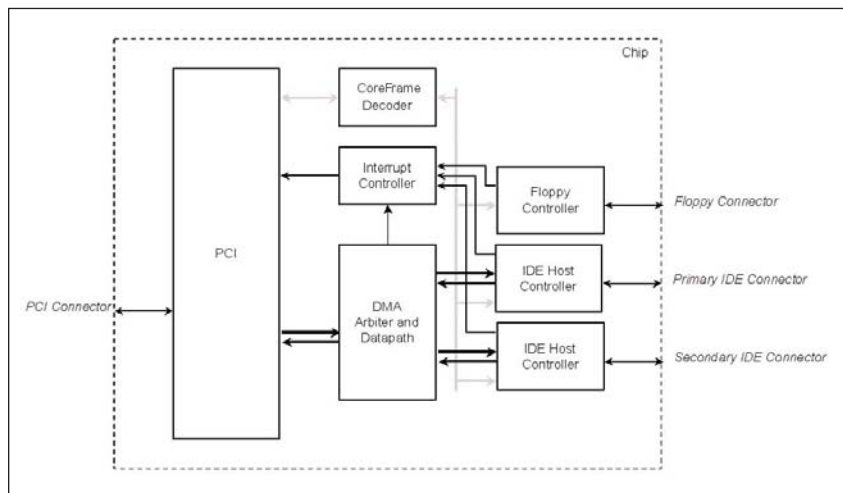 Chip
CoreFrame
Decoder
Interrupt
Controller
Floppy
Controller
Floppy Connector
PCI
IDE Host
Controller
Primary IDE Connector
PCI Connector
DMA
Arbiter and
Datapath
IDE Host
Controller
Secondary IDE Connector